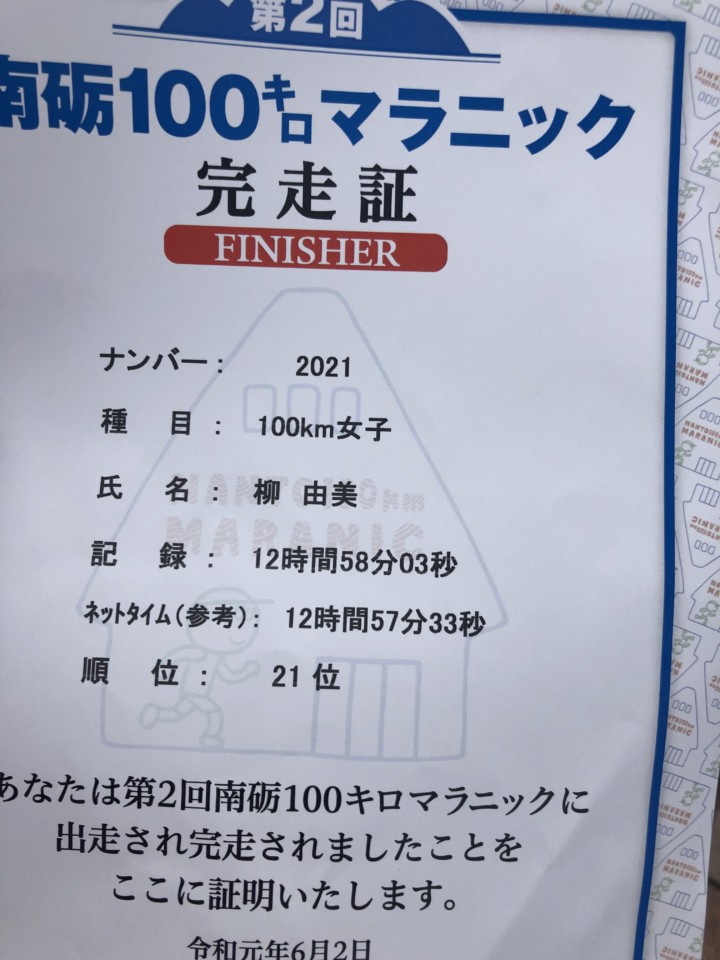 第2回
南砺100キロマラニック
完走証
FINISHER
ナンバー： 2021
種 目 ： 100km女子
氏 名 ： 柳 由美
記 録 ： 12時間58分03秒
ネットタイム（参考）： 12時間57分33秒
順 位 ： 21 位
NANTO100km
MARANIC
あなたは第2回南砺100キロマラニックに
出走され完走されましたことを
ここに証明いたします。
令和元年6月2日